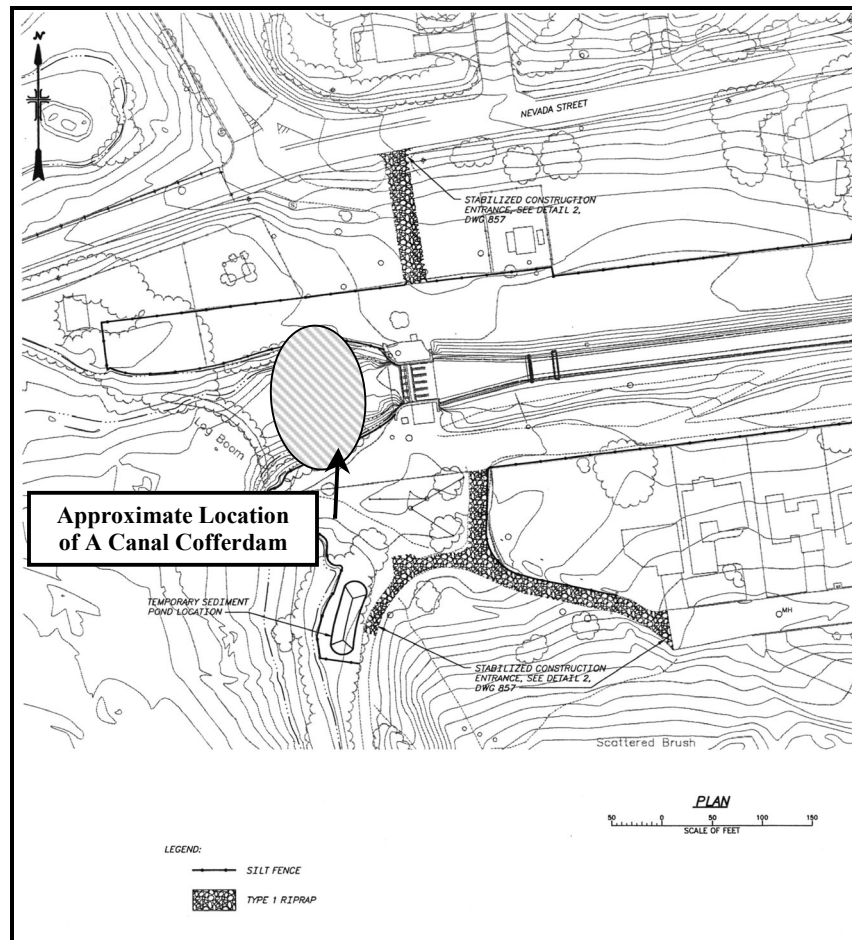 N
NEVADA STREET
STABILIZED CONSTRUCTION
ENTRANCE, SEE DETAIL 2,
DWG 857
Log Boom
Approximate Location
of A Canal Cofferdam
TEMPORARY SEDIMENT
POND LOCATION
MH
STABILIZED CONSTRUCTION
ENTRANCE, SEE DETAIL 2,
DWG 857
Scattered Brush
PLAN
50 0 50 100 150
SCALE OF FEET
LEGEND:
SILT FENCE
TYPE 1 RIPRAP